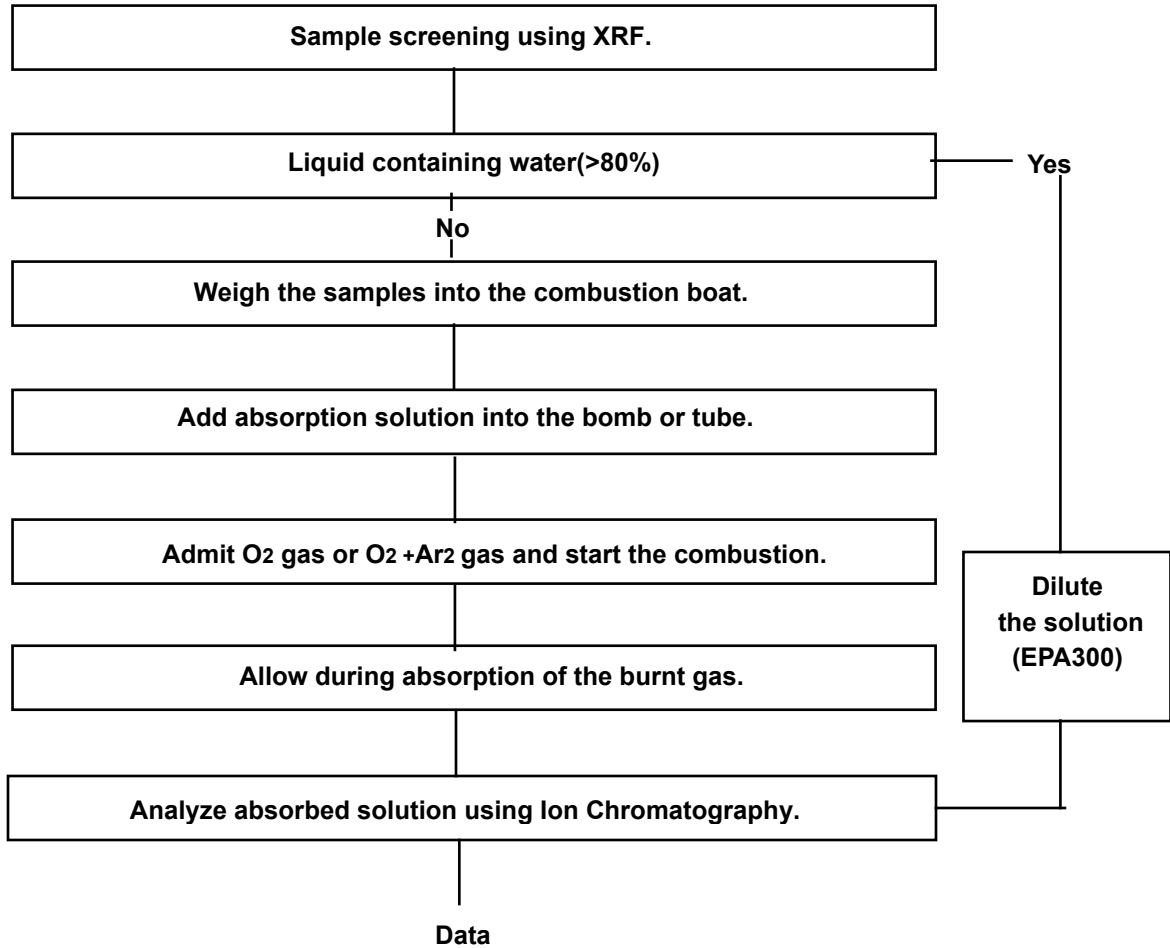 Sample screening using XRF.
Liquid containing water(>80%)
Yes
No
Weigh the samples into the combustion boat.
Add absorption solution into the bomb or tube.
Admit O2 gas or O2 +Ar2 gas and start the combustion.
Dilute
the solution
(EPA300)
Allow during absorption of the burnt gas.
Analyze absorbed solution using Ion Chromatography.
Data